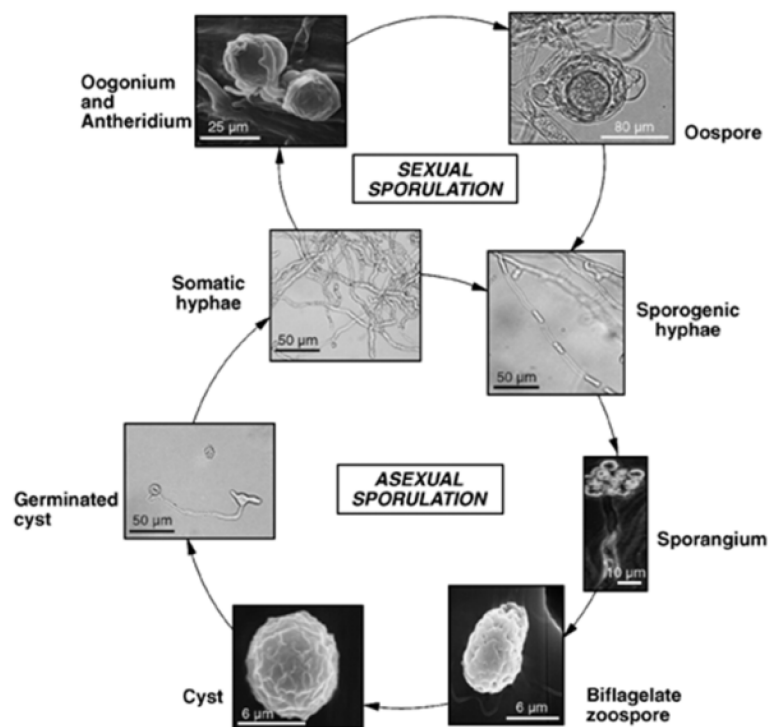 Oogonium
and
Antheridium
25 µm
80 µm
Oospore
SEXUAL
SPORULATION
Somatic
hyphae
50 µm
50 µm
Sporogenic
hyphae
Germinated
cyst
50 µm
ASEXUAL
SPORULATION
Sporangium
10 µm
Cyst
6 µm
6 µm
Biflagelate
zoospore